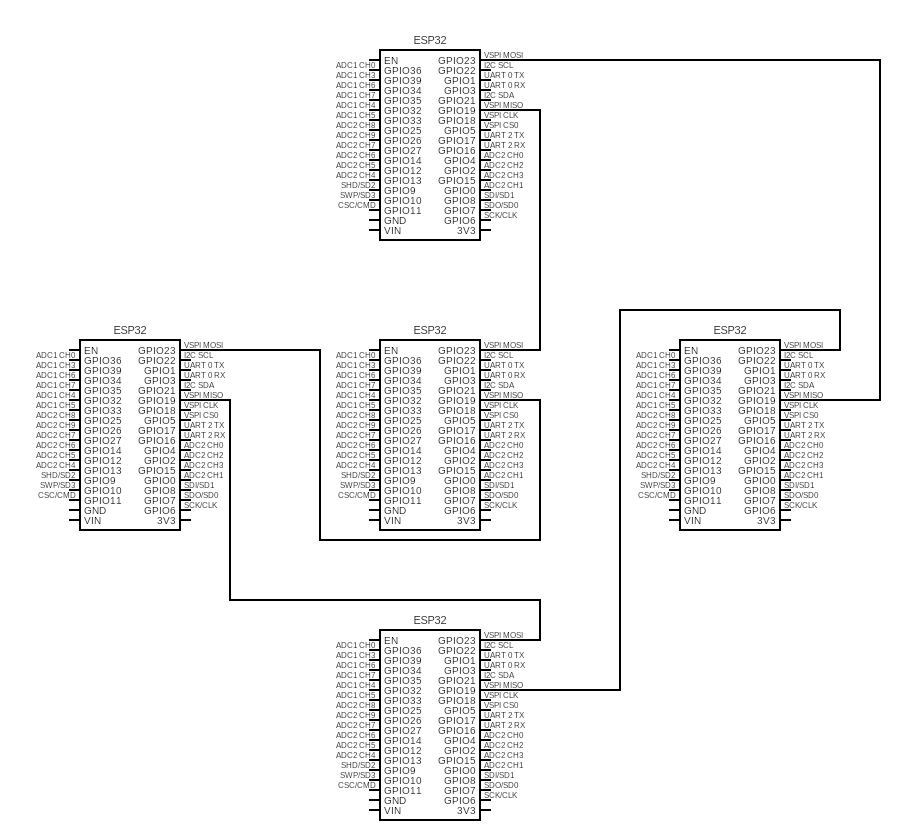 ESP32
EN GPIO23 VSPI MOSI
ADC1 CH0 GPIO36 GPIO22 I2C SCL
ADC1 CH3 GPIO39 GPIO1 UART 0 TX
ADC1 CH6 GPIO34 GPIO3 UART 0 RX
ADC1 CH7 GPIO35 GPIO21 I2C SDA
ADC1 CH4 GPIO32 GPIO19 VSPI MISO
ADC1 CH5 GPIO33 GPIO18 VSPI CLK
ADC2 CH8 GPIO25 GPIO5 VSPI CS0
ADC2 CH9 GPIO26 GPIO17 UART 2 TX
ADC2 CH7 GPIO27 GPIO16 UART 2 RX
ADC2 CH6 GPIO14 GPIO4 ADC2 CH0
ADC2 CH5 GPIO12 GPIO2 ADC2 CH2
ADC2 CH4 GPIO13 GPIO15 ADC2 CH3
SHD/SD2 GPIO9 GPIO0 ADC2 CH1
SWP/SD3 GPIO10 GPIO8 SDI/SD1
CSC/CMD GPIO11 GPIO7 SDO/SD0
GND GPIO6 SCK/CLK
VIN 3V3
ESP32
EN GPIO23 VSPI MOSI
ADC1 CH0 GPIO36 GPIO22 I2C SCL
ADC1 CH3 GPIO39 GPIO1 UART 0 TX
ADC1 CH6 GPIO34 GPIO3 UART 0 RX
ADC1 CH7 GPIO35 GPIO21 I2C SDA
ADC1 CH4 GPIO32 GPIO19 VSPI MISO
ADC1 CH5 GPIO33 GPIO18 VSPI CLK
ADC2 CH8 GPIO25 GPIO5 VSPI CS0
ADC2 CH9 GPIO26 GPIO17 UART 2 TX
ADC2 CH7 GPIO27 GPIO16 UART 2 RX
ADC2 CH6 GPIO14 GPIO4 ADC2 CH0
ADC2 CH5 GPIO12 GPIO2 ADC2 CH2
ADC2 CH4 GPIO13 GPIO15 ADC2 CH3
SHD/SD2 GPIO9 GPIO0 ADC2 CH1
SWP/SD3 GPIO10 GPIO8 SDI/SD1
CSC/CMD GPIO11 GPIO7 SDO/SD0
GND GPIO6 SCK/CLK
VIN 3V3
ESP32
EN GPIO23 VSPI MOSI
ADC1 CH0 GPIO36 GPIO22 I2C SCL
ADC1 CH3 GPIO39 GPIO1 UART 0 TX
ADC1 CH6 GPIO34 GPIO3 UART 0 RX
ADC1 CH7 GPIO35 GPIO21 I2C SDA
ADC1 CH4 GPIO32 GPIO19 VSPI MISO
ADC1 CH5 GPIO33 GPIO18 VSPI CLK
ADC2 CH8 GPIO25 GPIO5 VSPI CS0
ADC2 CH9 GPIO26 GPIO17 UART 2 TX
ADC2 CH7 GPIO27 GPIO16 UART 2 RX
ADC2 CH6 GPIO14 GPIO4 ADC2 CH0
ADC2 CH5 GPIO12 GPIO2 ADC2 CH2
ADC2 CH4 GPIO13 GPIO15 ADC2 CH3
SHD/SD2 GPIO9 GPIO0 ADC2 CH1
SWP/SD3 GPIO10 GPIO8 SDI/SD1
CSC/CMD GPIO11 GPIO7 SDO/SD0
GND GPIO6 SCK/CLK
VIN 3V3
ESP32
EN GPIO23 VSPI MOSI
ADC1 CH0 GPIO36 GPIO22 I2C SCL
ADC1 CH3 GPIO39 GPIO1 UART 0 TX
ADC1 CH6 GPIO34 GPIO3 UART 0 RX
ADC1 CH7 GPIO35 GPIO21 I2C SDA
ADC1 CH4 GPIO32 GPIO19 VSPI MISO
ADC1 CH5 GPIO33 GPIO18 VSPI CLK
ADC2 CH8 GPIO25 GPIO5 VSPI CS0
ADC2 CH9 GPIO26 GPIO17 UART 2 TX
ADC2 CH7 GPIO27 GPIO16 UART 2 RX
ADC2 CH6 GPIO14 GPIO4 ADC2 CH0
ADC2 CH5 GPIO12 GPIO2 ADC2 CH2
ADC2 CH4 GPIO13 GPIO15 ADC2 CH3
SHD/SD2 GPIO9 GPIO0 ADC2 CH1
SWP/SD3 GPIO10 GPIO8 SDI/SD1
CSC/CMD GPIO11 GPIO7 SDO/SD0
GND GPIO6 SCK/CLK
VIN 3V3
ESP32
EN GPIO23 VSPI MOSI
ADC1 CH0 GPIO36 GPIO22 I2C SCL
ADC1 CH3 GPIO39 GPIO1 UART 0 TX
ADC1 CH6 GPIO34 GPIO3 UART 0 RX
ADC1 CH7 GPIO35 GPIO21 I2C SDA
ADC1 CH4 GPIO32 GPIO19 VSPI MISO
ADC1 CH5 GPIO33 GPIO18 VSPI CLK
ADC2 CH8 GPIO25 GPIO5 VSPI CS0
ADC2 CH9 GPIO26 GPIO17 UART 2 TX
ADC2 CH7 GPIO27 GPIO16 UART 2 RX
ADC2 CH6 GPIO14 GPIO4 ADC2 CH0
ADC2 CH5 GPIO12 GPIO2 ADC2 CH2
ADC2 CH4 GPIO13 GPIO15 ADC2 CH3
SHD/SD2 GPIO9 GPIO0 ADC2 CH1
SWP/SD3 GPIO10 GPIO8 SDI/SD1
CSC/CMD GPIO11 GPIO7 SDO/SD0
GND GPIO6 SCK/CLK
VIN 3V3